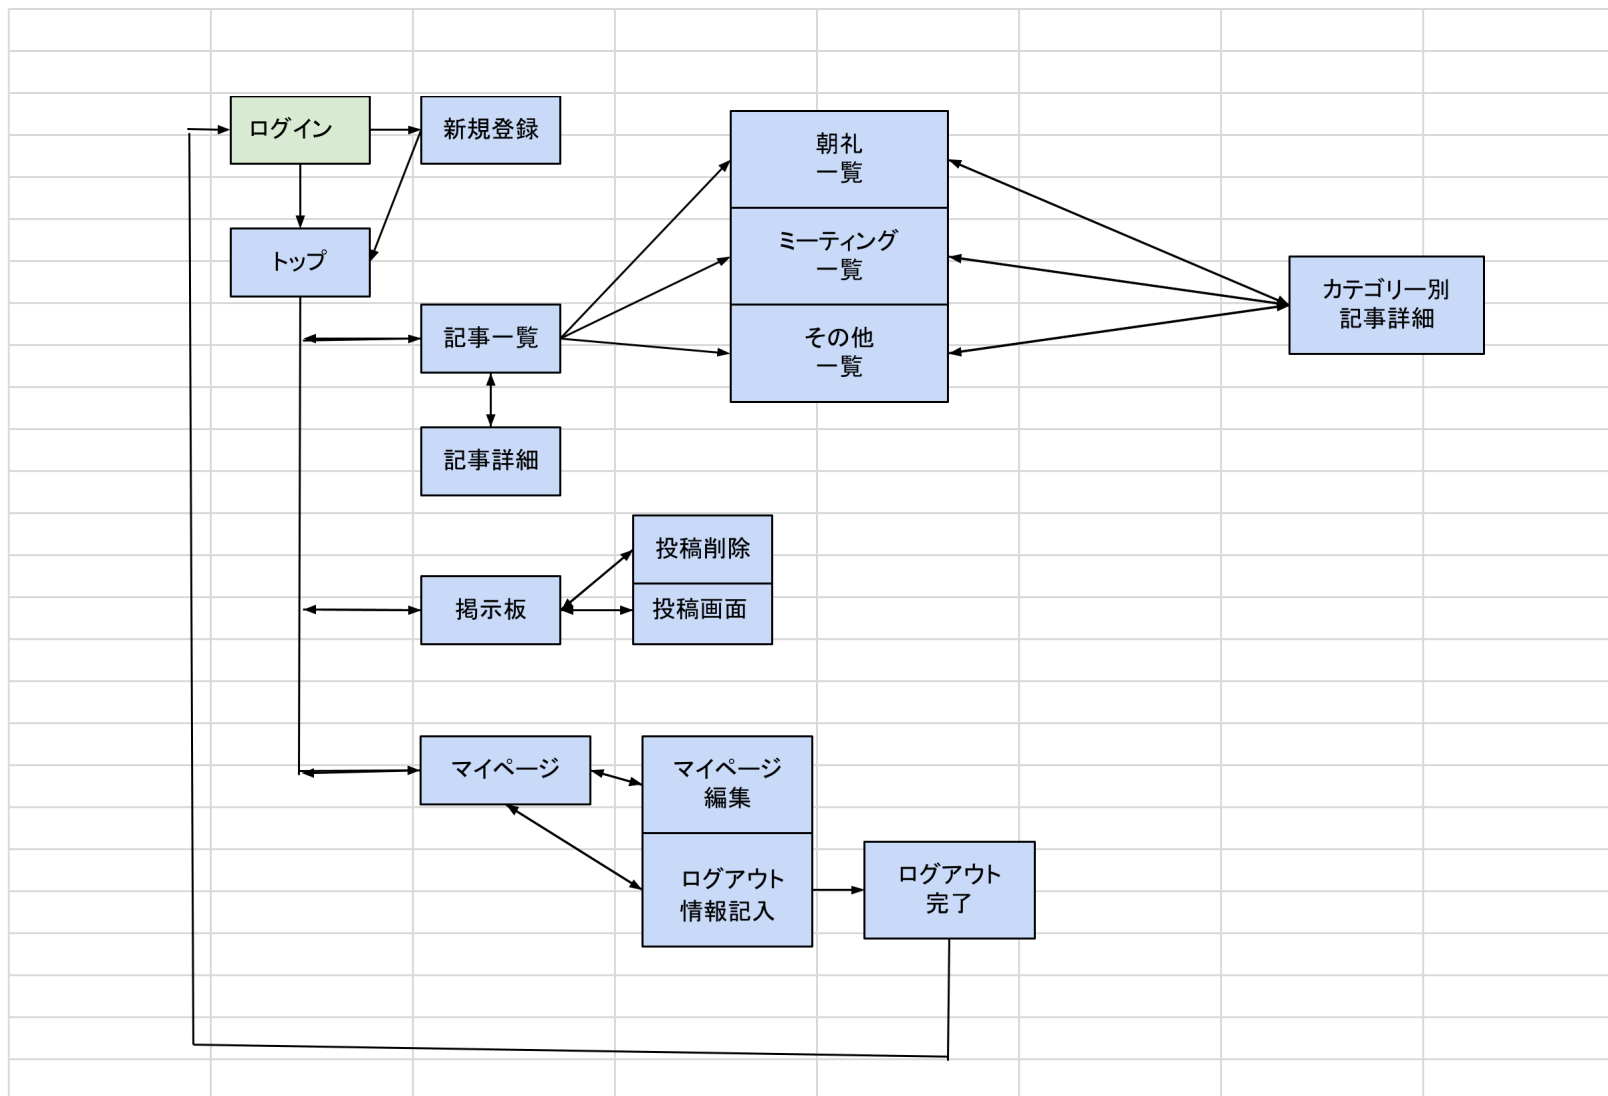 ログイン
新規登録
トップ
朝礼
一覧
ミーティング
一覧
その他
一覧
カテゴリー別
記事詳細
記事一覧
記事詳細
投稿削除
掲示板
投稿画面
マイページ
マイページ
編集
ログアウト
情報記入
ログアウト
完了